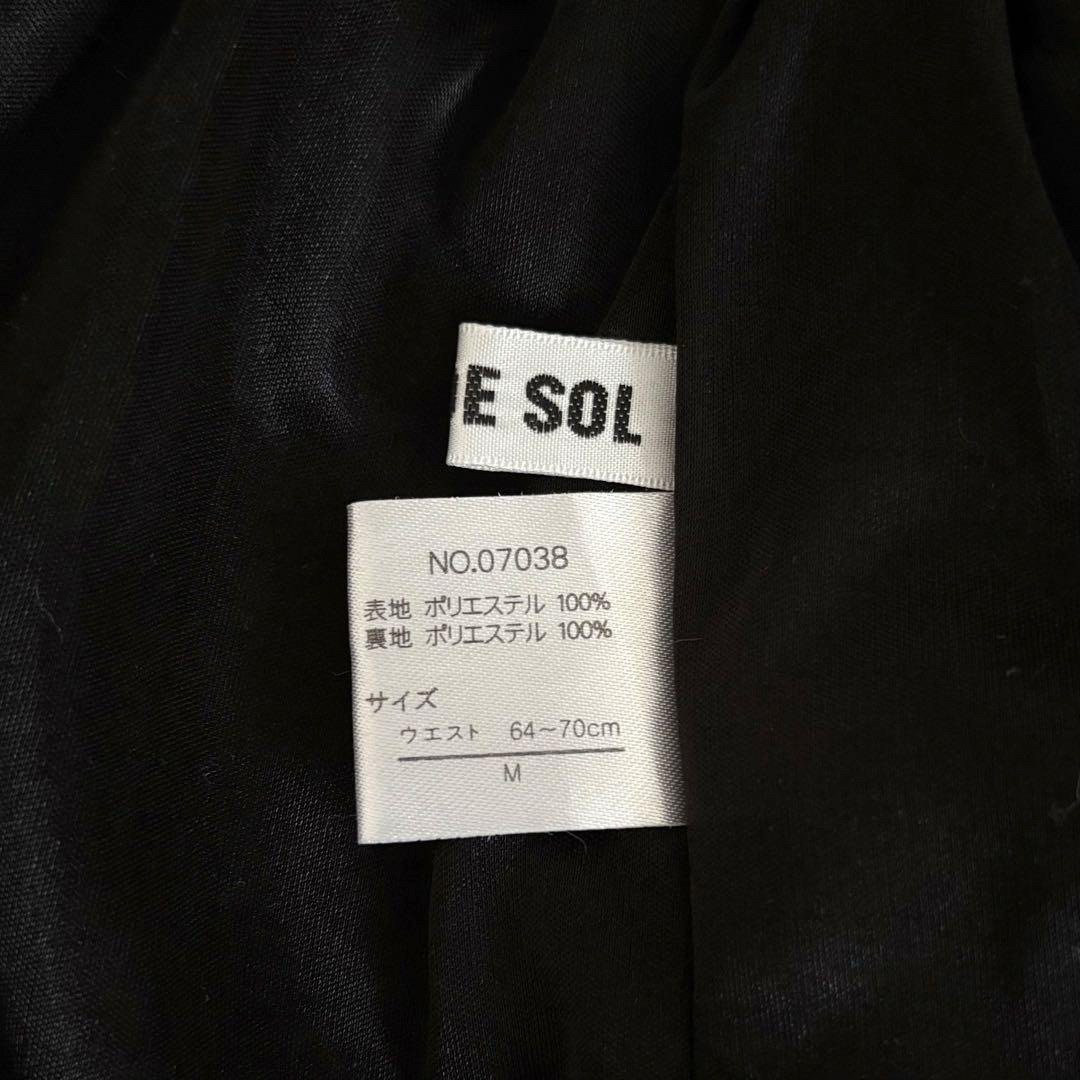 E SOL
NO.07038
表地 ポリエステル 100%
裏地 ポリエステル 100%
サイズ
ウエスト 64~70cm
M